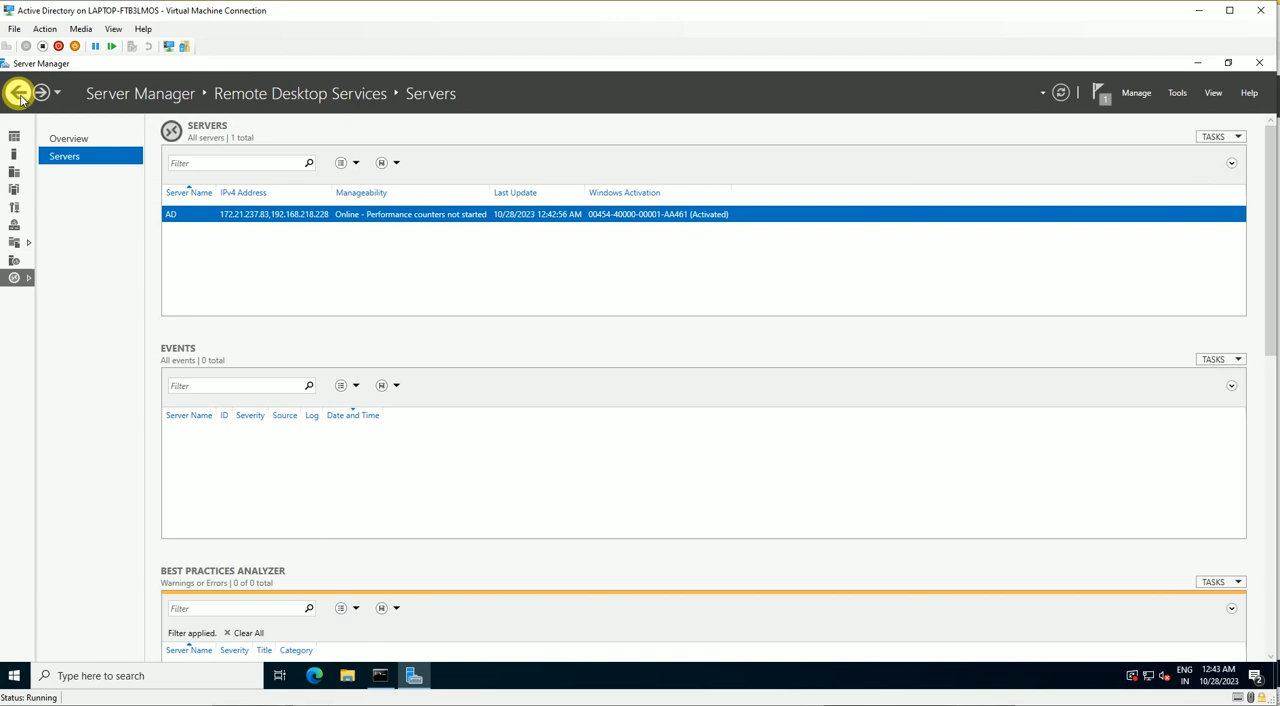 Active Directory on LAPTOP-FTB3LMOS - Virtual Machine Connection
File Action Media View Help
Server Manager
Server Manager Remote Desktop Services Servers
1 Manage Tools View Help
Overview
Servers
SERVERS
All servers | 1 total
TASKS
Filter
Server Name IPv4 Address Manageability Last Update Windows Activation
AD 172.21.237.83,192.168.218.228 Online - Performance counters not started 10/28/2023 12:42:56 AM 00454-40000-00001-AA461 (Activated)
EVENTS
All events | 0 total
TASKS
Filter
Server Name ID Severity Source Log Date and Time
BEST PRACTICES ANALYZER
Warnings or Errors | 0 of 0 total
TASKS
Filter
Filter applied. Clear All
Server Name Severity Title Category
Type here to search
ENG
IN
12:43 AM
10/28/2023
2
Status: Running